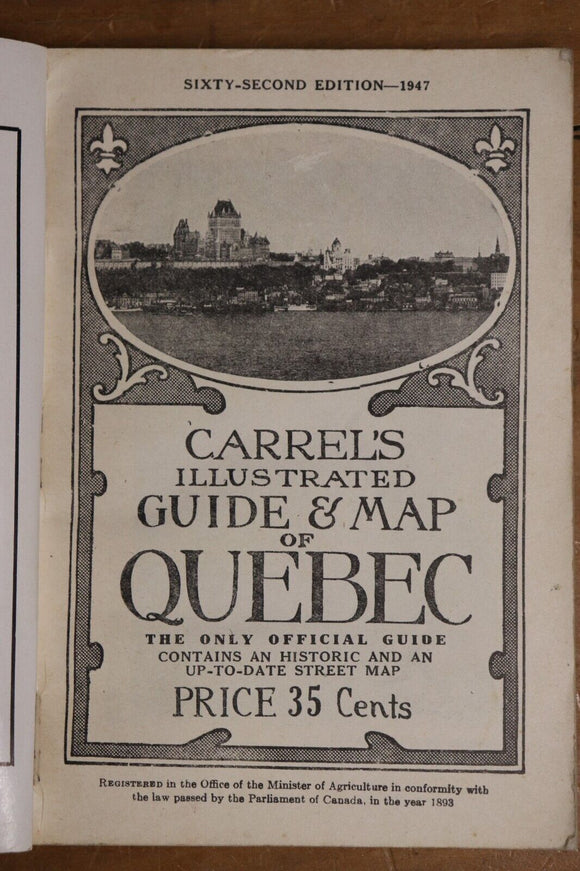 SIXTY-SECOND EDITION—1947
CARREL'S
ILLUSTRATED
GUIDE & MAP
OF
QUEBEC
THE ONLY OFFICIAL GUIDE
CONTAINS AN HISTORIC AND AN
UP-TO-DATE STREET MAP
PRICE 35 Cents
REGISTERED in the Office of the Minister of Agriculture in conformity with
the law passed by the Parliament of Canada, in the year 1893